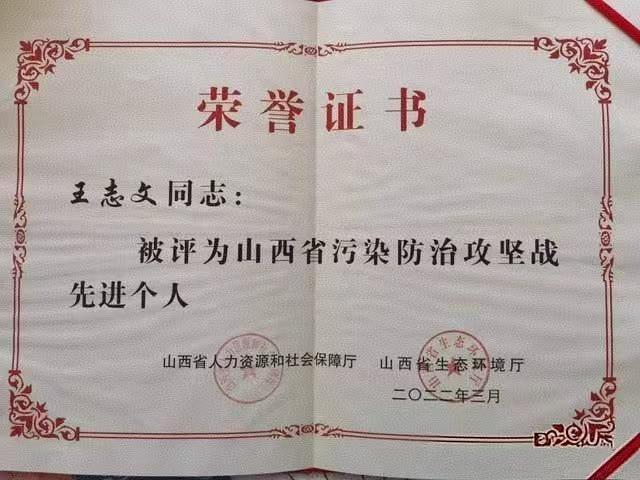 荣誉证书
王志文同志：
被评为山西省污染防治攻坚战
先进个人
山西省人力资源和社会保障厅 山西省生态环境厅
二〇二二年三月